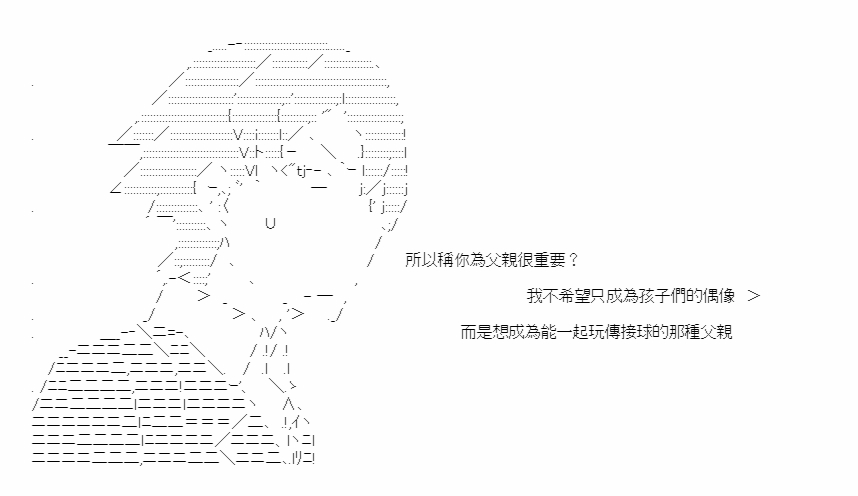 所以稱你為父親很重要？
我不希望只成為孩子們的偶像
而是想成為能一起玩傳接球的那種父親